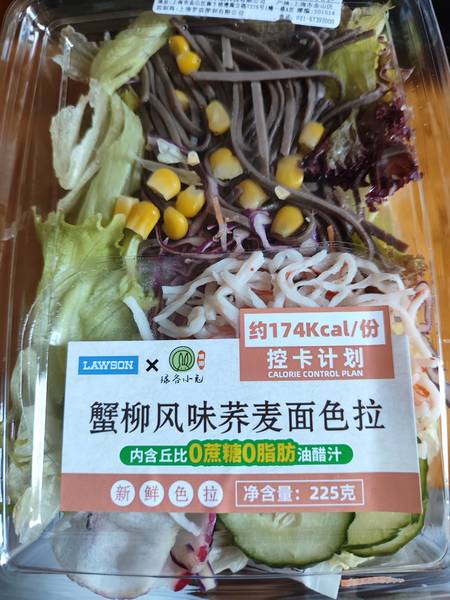 约174Kcal/份
控卡计划
CALORIE CONTROL PLAN
LAWSON × 绿谷小瓦
蟹柳风味荞麦面色拉
内含丘比0蔗糖0脂肪油醋汁
新鲜色拉
净含量：225克